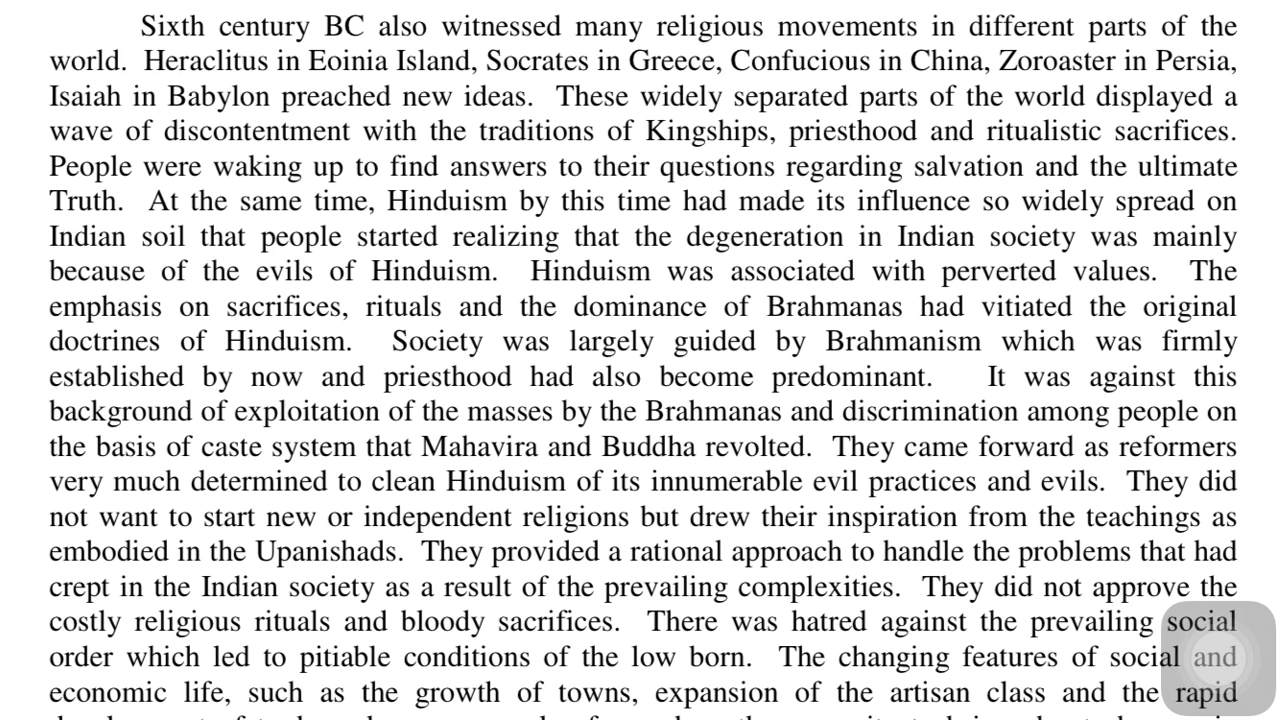 Sixth century BC also witnessed many religious movements in different parts of the
world. Heraclitus in Eoinia Island, Socrates in Greece, Confucious in China, Zoroaster in Persia,
Isaiah in Babylon preached new ideas. These widely separated parts of the world displayed a
wave of discontentment with the traditions of Kingships, priesthood and ritualistic sacrifices.
People were waking up to find answers to their questions regarding salvation and the ultimate
Truth. At the same time, Hinduism by this time had made its influence so widely spread on
Indian soil that people started realizing that the degeneration in Indian society was mainly
because of the evils of Hinduism. Hinduism was associated with perverted values. The
emphasis on sacrifices, rituals and the dominance of Brahmanas had vitiated the original
doctrines of Hinduism. Society was largely guided by Brahmanism which was firmly
established by now and priesthood had also become predominant. It was against this
background of exploitation of the masses by the Brahmanas and discrimination among people on
the basis of caste system that Mahavira and Buddha revolted. They came forward as reformers
very much determined to clean Hinduism of its innumerable evil practices and evils. They did
not want to start new or independent religions but drew their inspiration from the teachings as
embodied in the Upanishads. They provided a rational approach to handle the problems that had
crept in the Indian society as a result of the prevailing complexities. They did not approve the
costly religious rituals and bloody sacrifices. There was hatred against the prevailing social
order which led to pitiable conditions of the low born. The changing features of social and
economic life, such as the growth of towns, expansion of the artisan class and the rapid